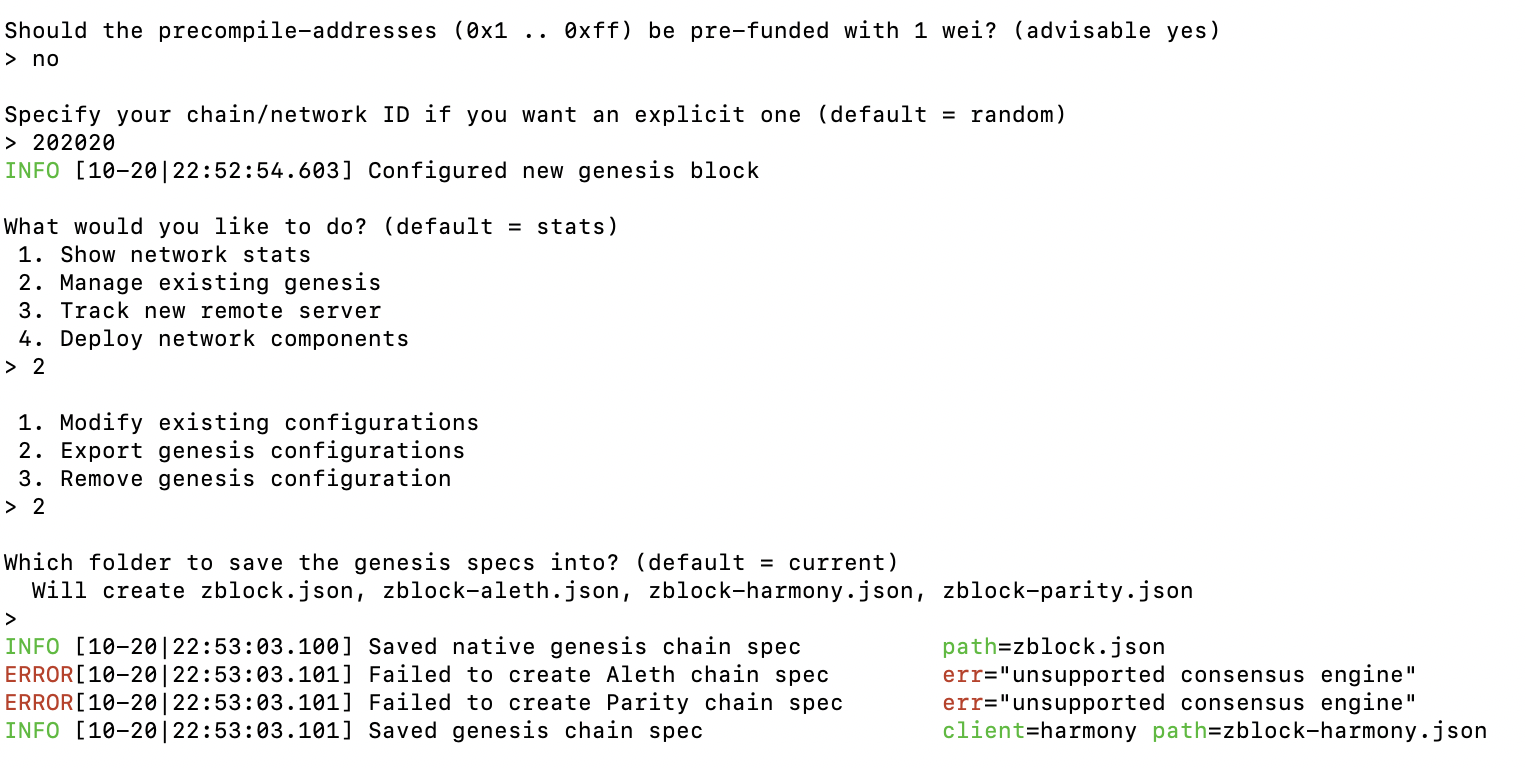 Should the precompile-addresses (0x1 .. 0xff) be pre-funded with 1 wei? (advisable yes)
> no

Specify your chain/network ID if you want an explicit one (default = random)
> 202020
INFO [10-20|22:52:54.603] Configured new genesis block

What would you like to do? (default = stats)
 1. Show network stats
 2. Manage existing genesis
 3. Track new remote server
 4. Deploy network components
> 2

 1. Modify existing configurations
 2. Export genesis configurations
 3. Remove genesis configuration
> 2

Which folder to save the genesis specs into? (default = current)
  Will create zblock.json, zblock-aleth.json, zblock-harmony.json, zblock-parity.json
>
INFO [10-20|22:53:03.100] Saved native genesis chain spec          path=zblock.json
ERROR[10-20|22:53:03.101] Failed to create Aleth chain spec        err="unsupported consensus engine"
ERROR[10-20|22:53:03.101] Failed to create Parity chain spec       err="unsupported consensus engine"
INFO [10-20|22:53:03.101] Saved genesis chain spec                 client=harmony path=zblock-harmony.json